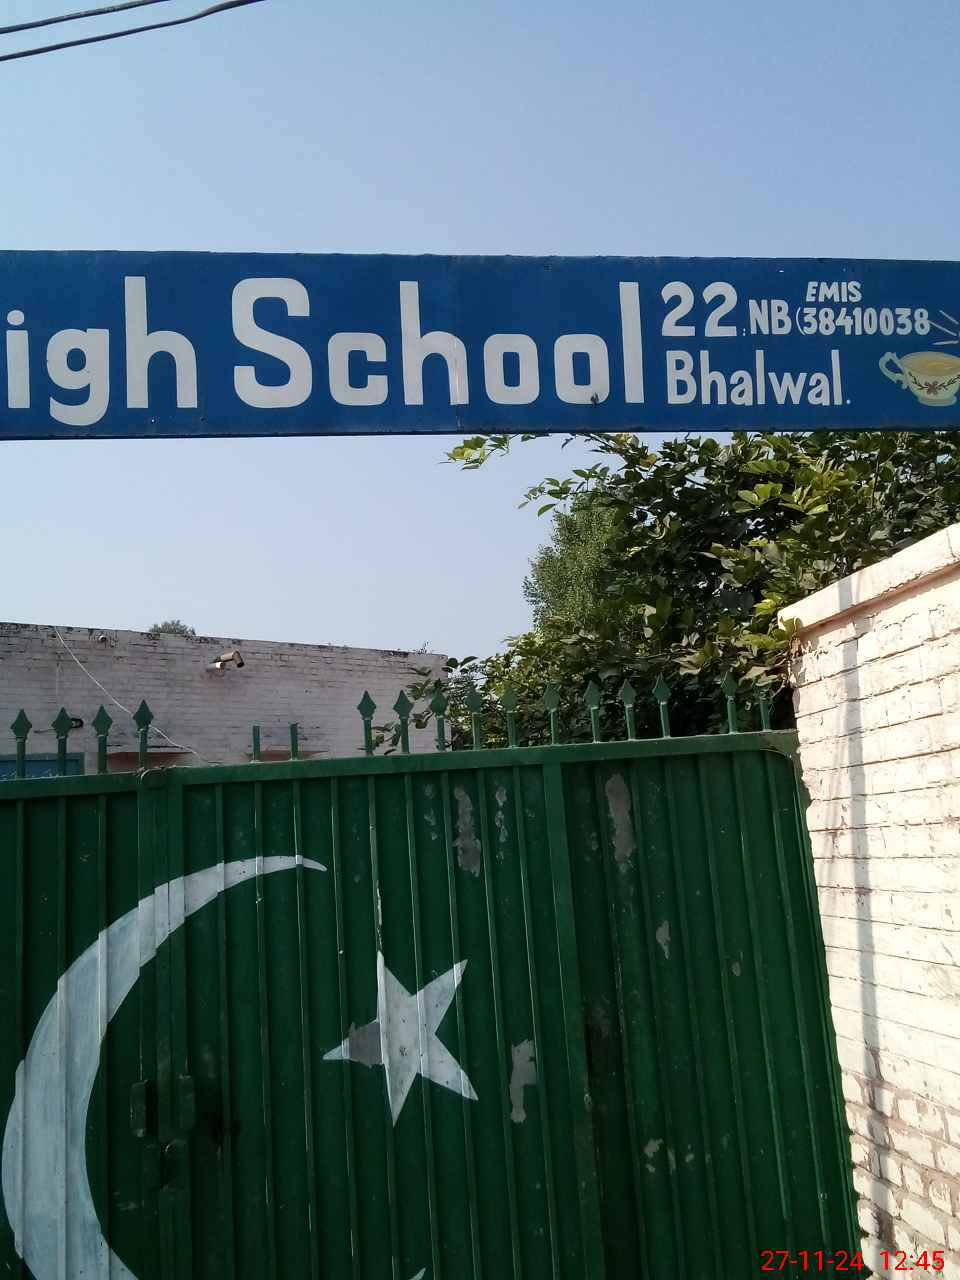 igh School
22 NB (38410038
EMIS
Bhalwal.
27-11-24 12:45